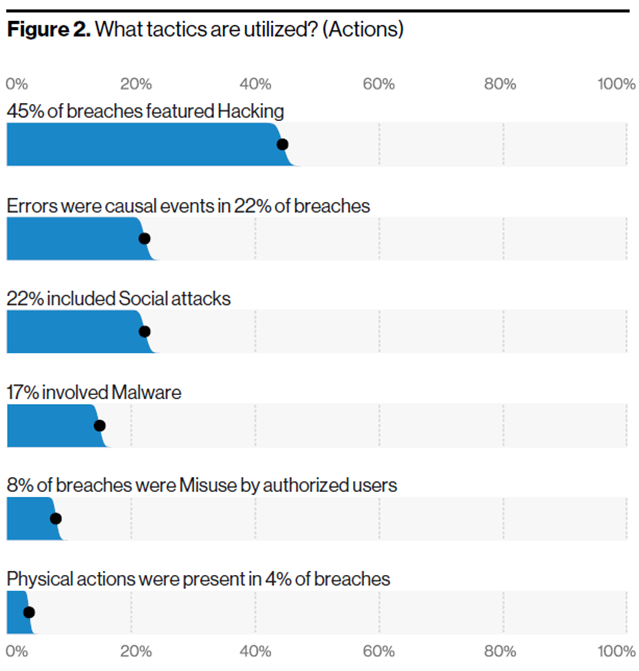 Figure 2. What tactics are utilized? (Actions)
0% 20% 40% 60% 80% 100%
45% of breaches featured Hacking
Errors were causal events in 22% of breaches
22% included Social attacks
17% involved Malware
8% of breaches were Misuse by authorized users
Physical actions were present in 4% of breaches
0% 20% 40% 60% 80% 100%